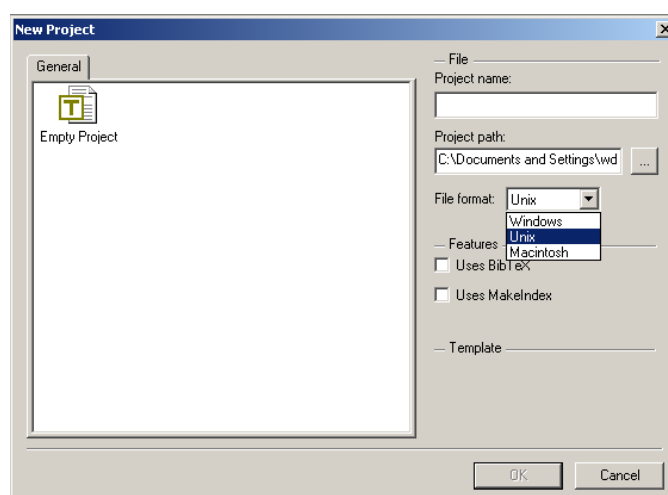 New Project
General
Empty Project
File
Project name:
Project path:
C:\Documents and Settings\wd
...
File format:
Unix
Windows
Unix
Macintosh
Features
Uses BibTeX
Uses MakeIndex
Template
OK
Cancel